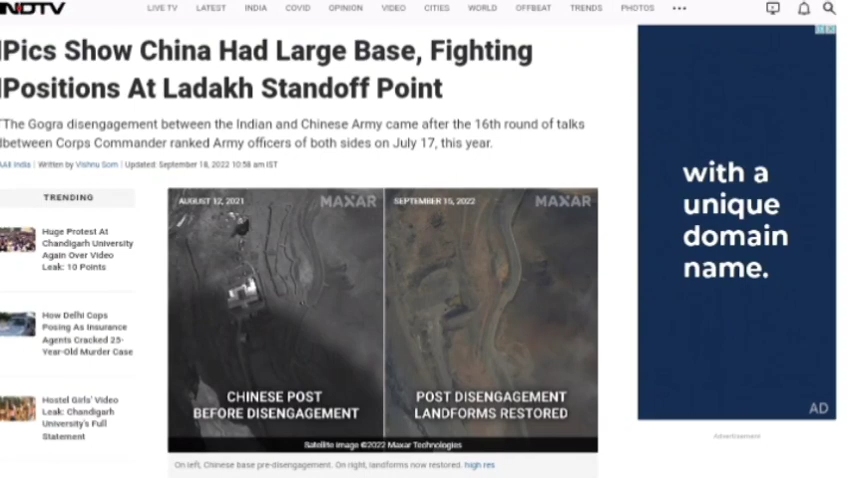 NDTV
LIVE TV LATEST INDIA COVID OPINION VIDEO CITIES WORLD OFFBEAT TRENDS PHOTOS
Pics Show China Had Large Base, Fighting
Positions At Ladakh Standoff Point
The Gogra disengagement between the Indian and Chinese Army came after the 16th round of talks
between Corps Commander ranked Army officers of both sides on July 17, this year.
All India | Written by Vishnu Som | Updated: September 18, 2022 10:58 am IST
TRENDING
Huge Protest At
Chandigarh University
Again Over Video
Leak: 10 Points
How Delhi Cops
Posing As Insurance
Agents Cracked 25-
Year-Old Murder Case
Hostel Girls' Video
Leak: Chandigarh
University's Full
Statement
AUGUST 12, 2021 MAXAR
SEPTEMBER 15, 2022 MAXAR
CHINESE POST
BEFORE DISENGAGEMENT
POST DISENGAGEMENT
LANDFORMS RESTORED
Satellite image ©2022 Maxar Technologies
On left, Chinese base pre-disengagement. On right, landforms now restored. high res
with a
unique
domain
name.
AD
Advertisement